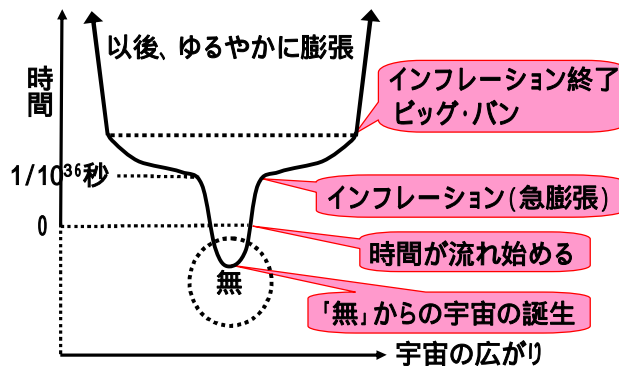 以後、ゆるやかに膨張
時間
インフレーション終了
ビッグ・バン
1/10³⁶秒
インフレーション(急膨張)
0
時間が流れ始める
無
「無」からの宇宙の誕生
宇宙の広がり